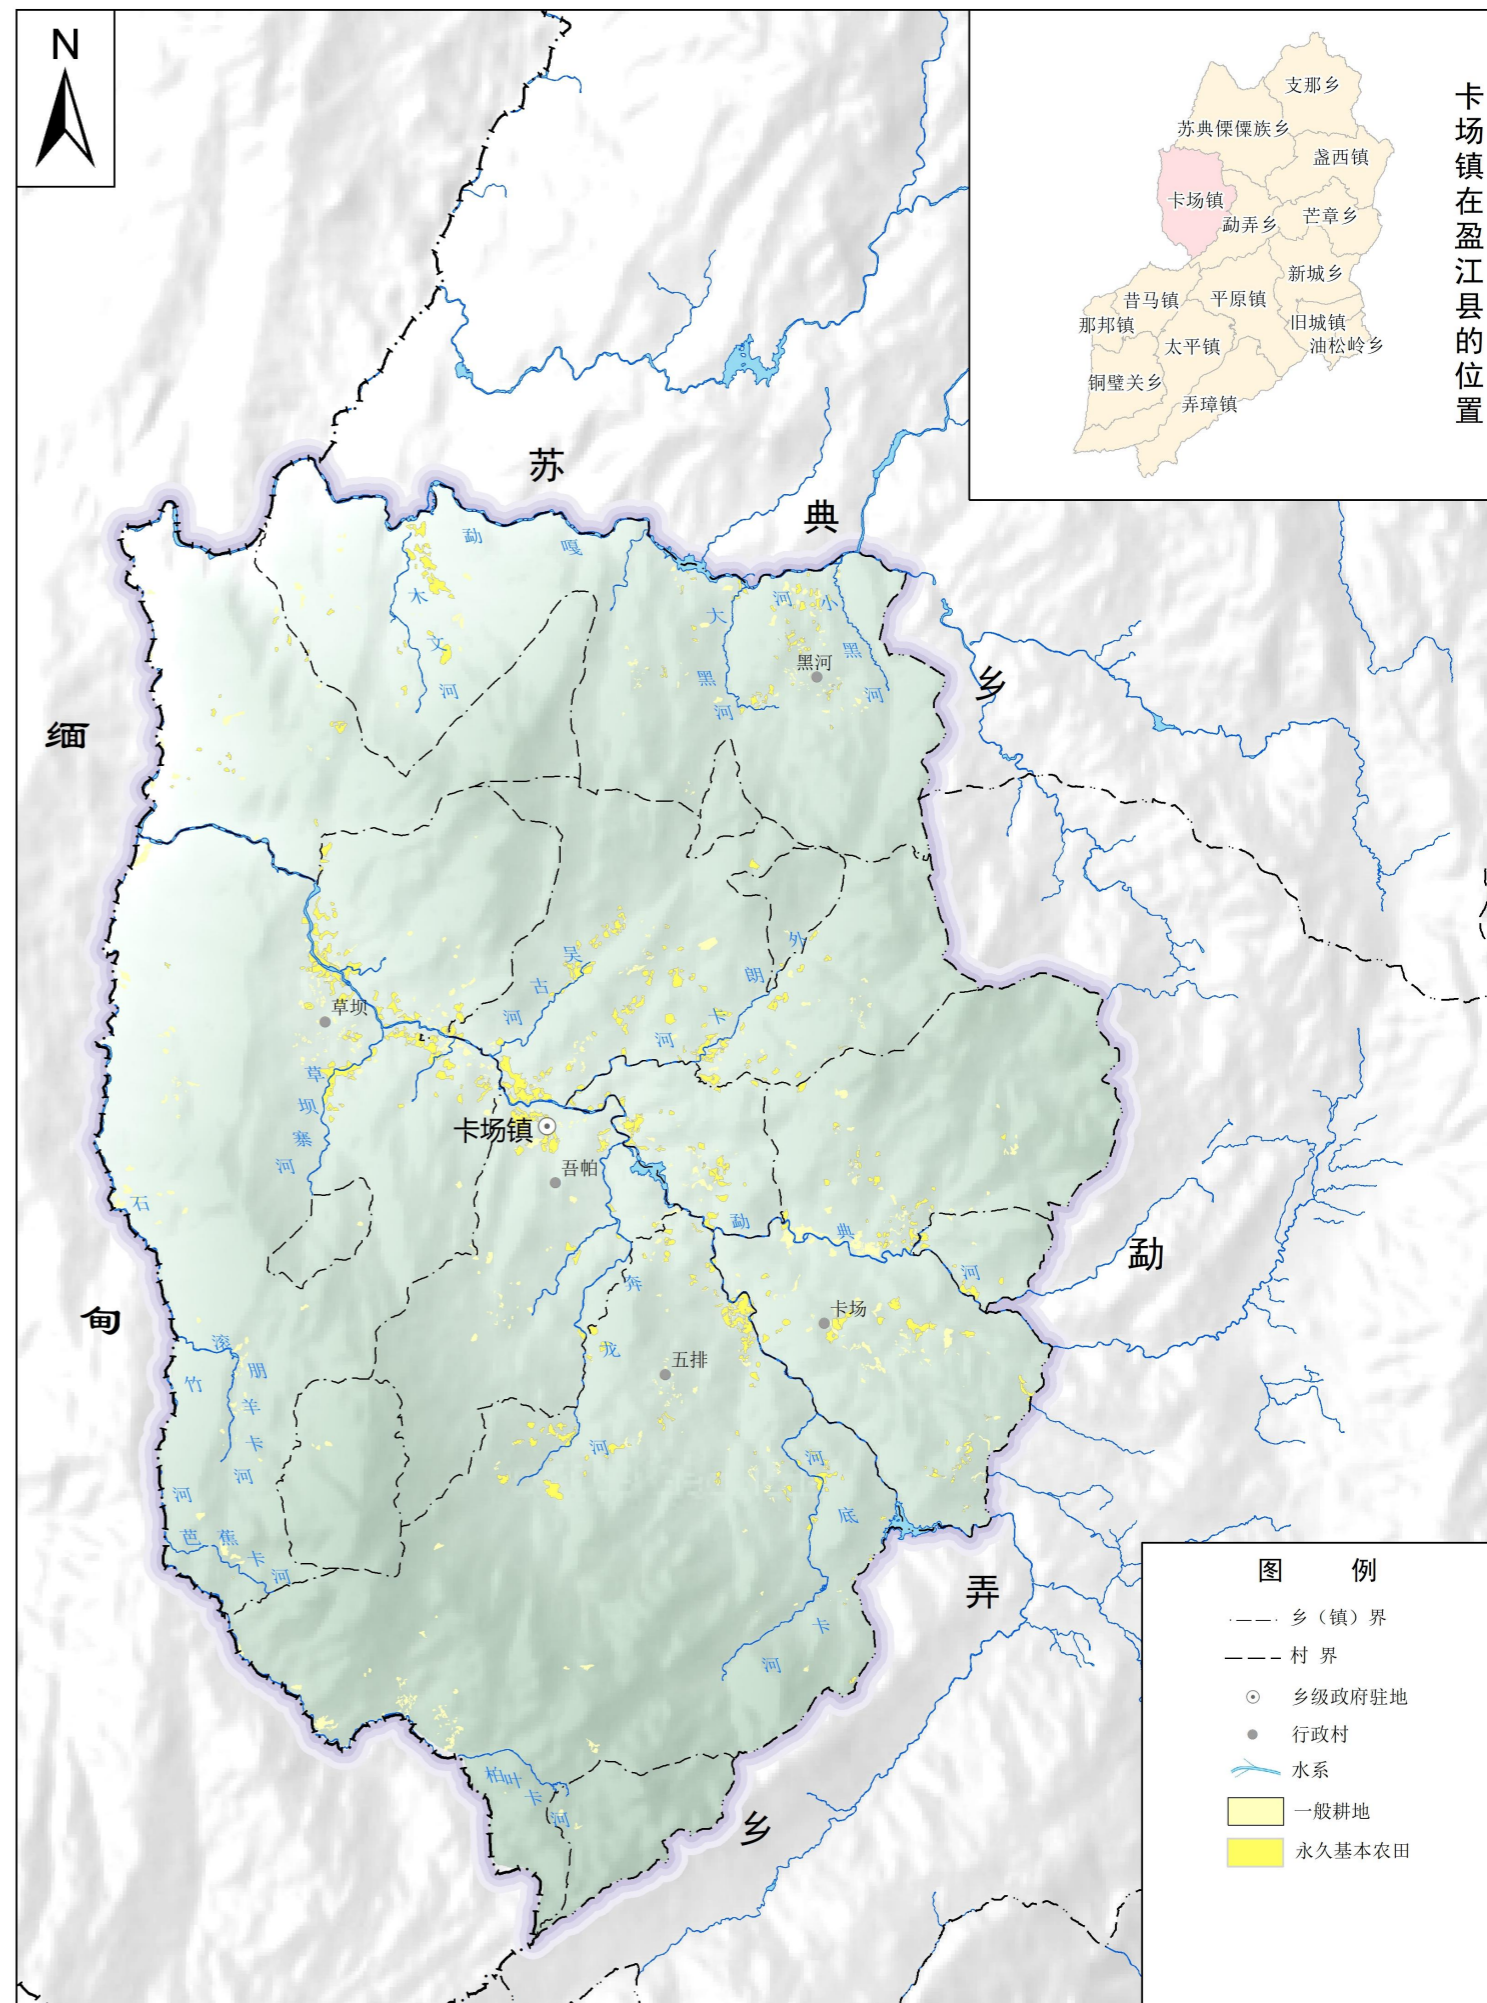 N
卡场镇在盈江县的位置
支那乡
苏典傈僳族乡
盏西镇
卡场镇
勐弄乡
芒章乡
新城乡
昔马镇
平原镇
那邦镇
旧城镇
太平镇
油松岭乡
铜壁关乡
弄璋镇
苏典乡
缅甸
勐弄乡
勐嘎河
木文河
大黑河
小黑河
黑河
吴古河
外朗卡河
草坝
草坝寨河
卡场镇
吾帕
勐典河
卡场
五排
奔龙河
石竹河
滚朋羊卡河
芭蕉卡河
河底卡河
柏叶卡河
图 例
乡（镇）界
村 界
乡级政府驻地
行政村
水系
一般耕地
永久基本农田